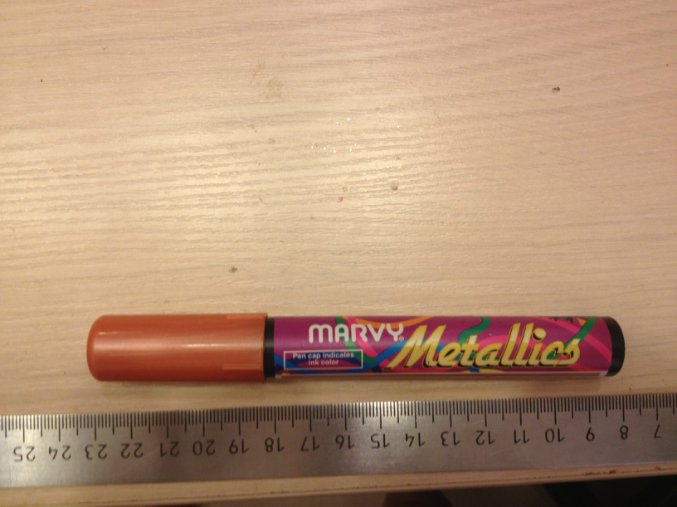 MARVY®
Metallics
Pen cap indicates
ink color
25 24 23 22 21 20 19 18 17 16 15 14 13 12 11 10 9 8 7